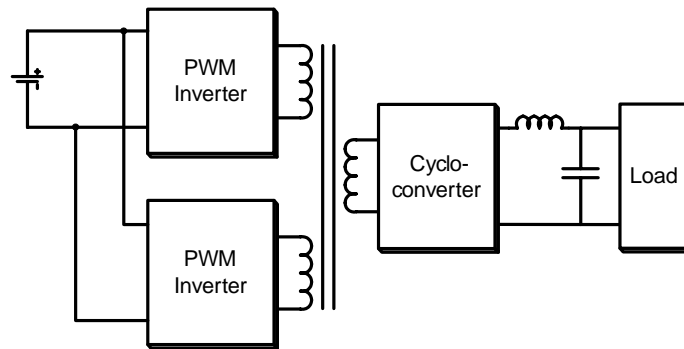 PWM
Inverter
Cyclo-
converter
Load
PWM
Inverter